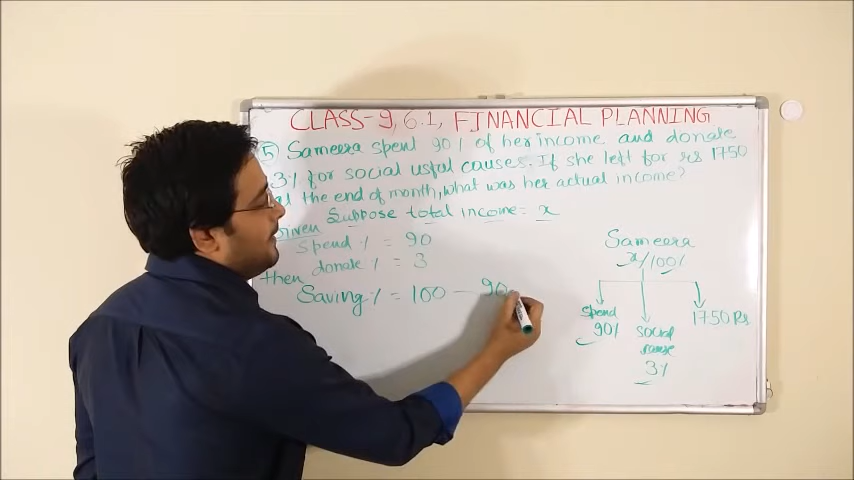 CLASS-9, 6.1, FINANCIAL PLANNING
⑤ Sameera spent 90% of her income, and donate
3% for social useful causes. If she left for Rs 1750
at the end of month, what was her actual income?
Given Suppose total income = x
Spend % = 90
donate % = 3
then
Saving % = 100 - 90
Sameera
x/100%
Spend
90%
Social
cause
3%
1750 Rs